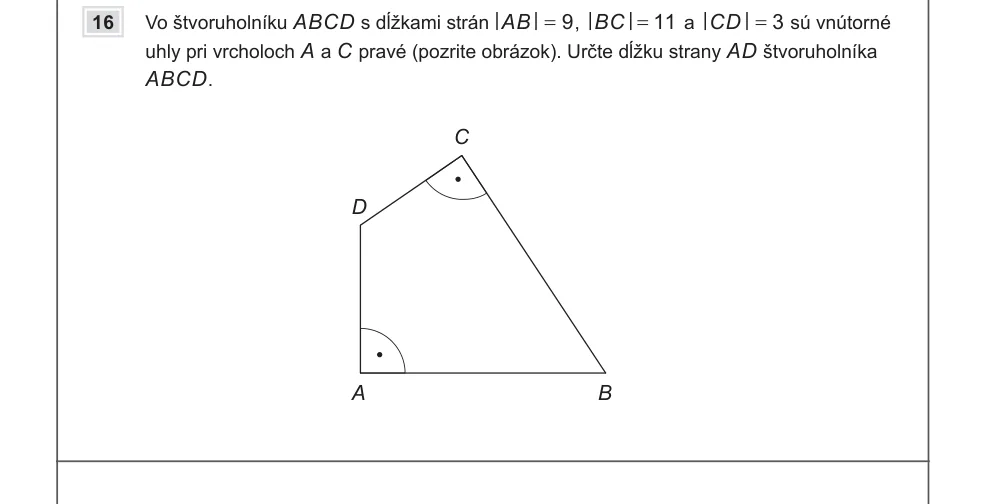 16 Vo štvoruholníku ABCD s dĺžkami strán |AB| = 9, |BC| = 11 a |CD| = 3 sú vnútorné
uhly pri vrcholoch A a C pravé (pozrite obrázok). Určte dĺžku strany AD štvoruholníka
ABCD.
C
D
A
B